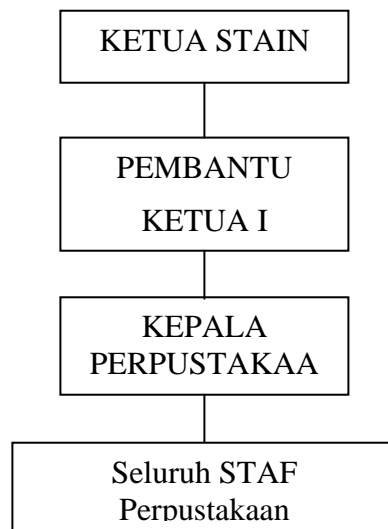 KETUA STAIN
PEMBANTU
KETUA I
KEPALA
PERPUSTAKAA
Seluruh STAF
Perpustakaan